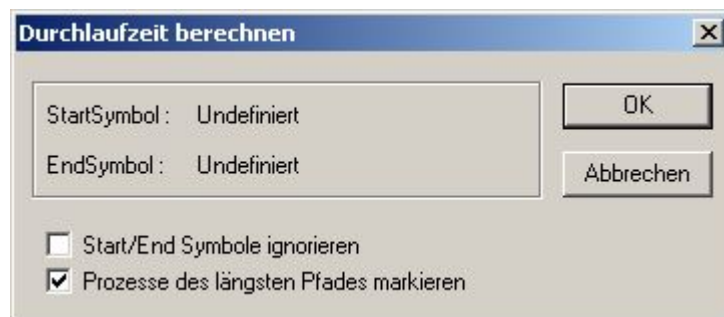 Durchlaufzeit berechnen
StartSymbol : Undefiniert
EndSymbol : Undefiniert
OK
Abbrechen
Start/End Symbole ignorieren
Prozesse des längsten Pfades markieren